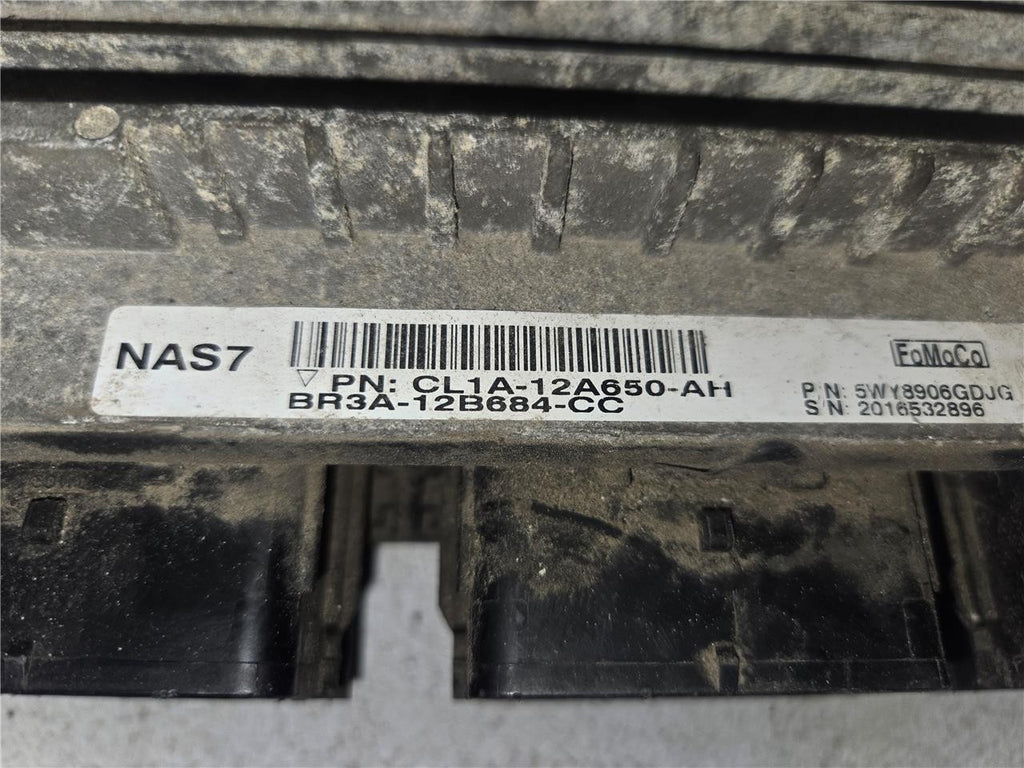 NAS7
PN: CL1A-12A650-AH
BR3A-12B684-CC
FoMoCo
P/N: 5WY8906GDJG
S/N: 2016532896